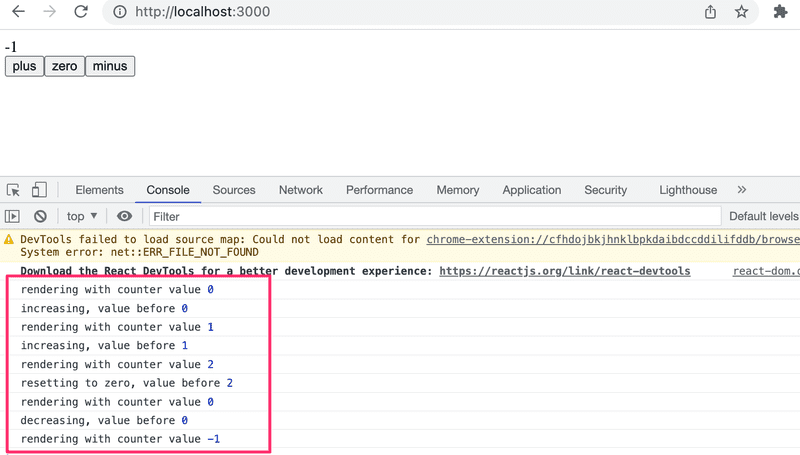 http://localhost:3000
-1
plus zero minus
Elements Console Sources Network Performance Memory Application Security Lighthouse
top Filter Default levels
DevTools failed to load source map: Could not load content for chrome-extension://cfhdojbkjhnklbpkdaibdccddilifddb/browse
System error: net::ERR_FILE_NOT_FOUND
Download the React DevTools for a better development experience: https://reactjs.org/link/react-devtools react-dom.d
rendering with counter value 0
increasing, value before 0
rendering with counter value 1
increasing, value before 1
rendering with counter value 2
resetting to zero, value before 2
rendering with counter value 0
decreasing, value before 0
rendering with counter value -1